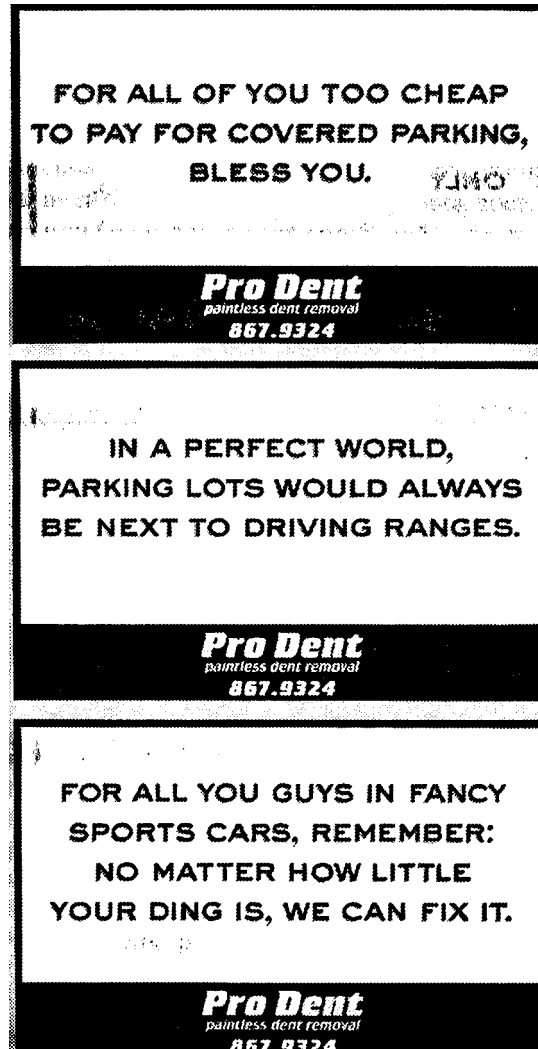 FOR ALL OF YOU TOO CHEAP
TO PAY FOR COVERED PARKING,
BLESS YOU.
ONLY
Pro Dent
paintless dent removal
867.9324
IN A PERFECT WORLD,
PARKING LOTS WOULD ALWAYS
BE NEXT TO DRIVING RANGES.
Pro Dent
paintless dent removal
867.9324
FOR ALL YOU GUYS IN FANCY
SPORTS CARS, REMEMBER:
NO MATTER HOW LITTLE
YOUR DING IS, WE CAN FIX IT.
Pro Dent
paintless dent removal
867.9324